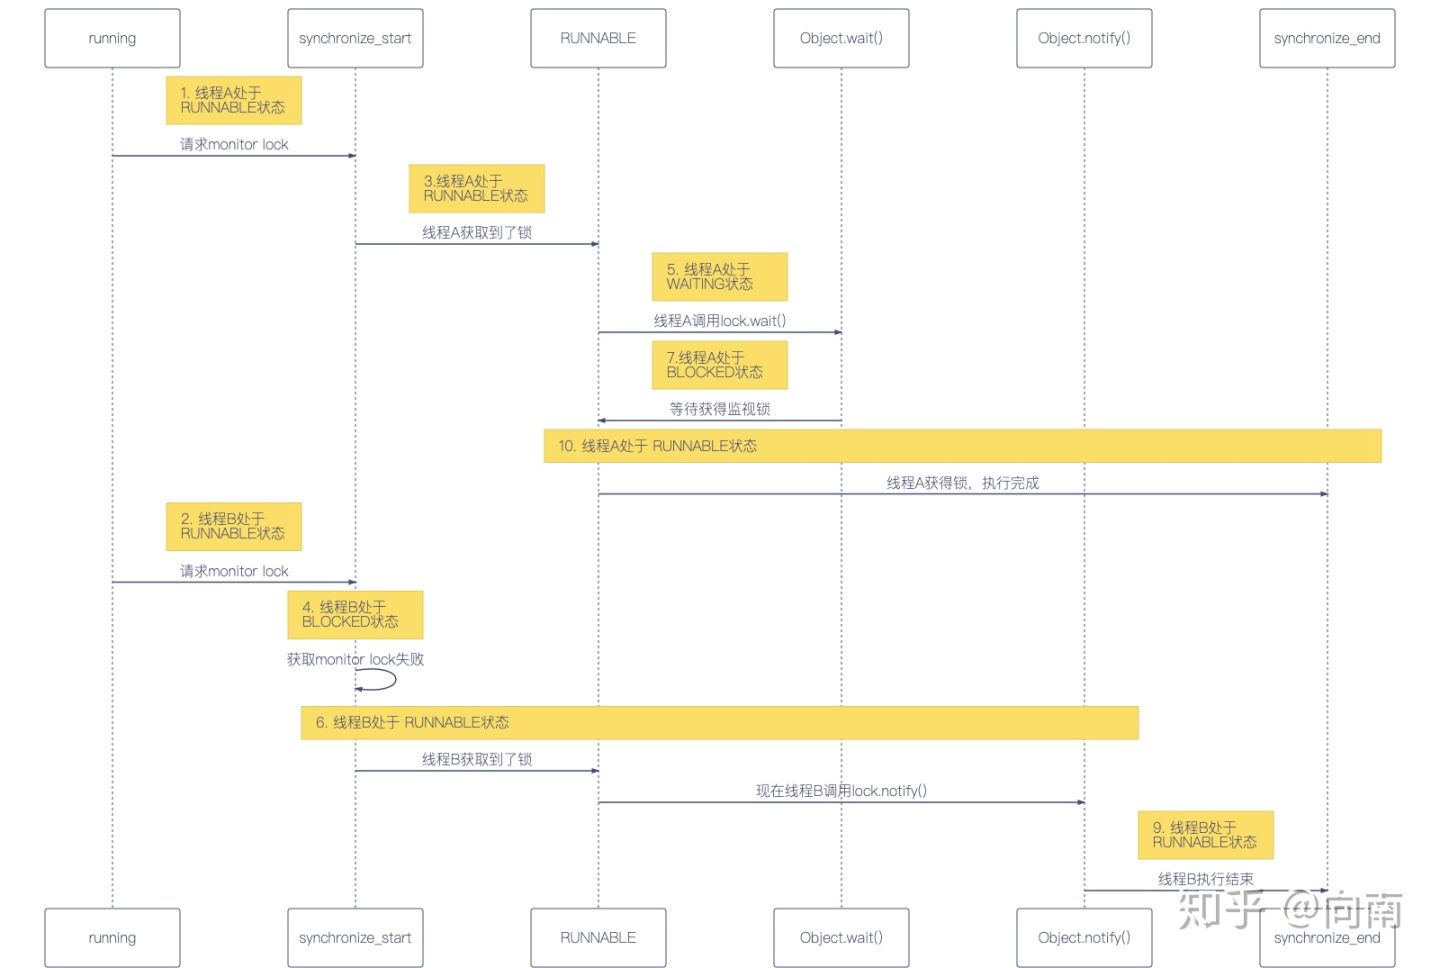 running
synchronize_start
RUNNABLE
Object.wait()
Object.notify()
synchronize_end
1. 线程A处于
RUNNABLE状态
请求monitor lock
3.线程A处于
RUNNABLE状态
线程A获取到了锁
5. 线程A处于
WAITING状态
线程A调用lock.wait()
7.线程A处于
BLOCKED状态
等待获得监视锁
10. 线程A处于 RUNNABLE状态
线程A获得锁，执行完成
2. 线程B处于
RUNNABLE状态
请求monitor lock
4. 线程B处于
BLOCKED状态
获取monitor lock失败
6. 线程B处于 RUNNABLE状态
线程B获取到了锁
现在线程B调用lock.notify()
9. 线程B处于
RUNNABLE状态
线程B执行结束
知乎 @向南
running
synchronize_start
RUNNABLE
Object.wait()
Object.notify()
synchronize_end